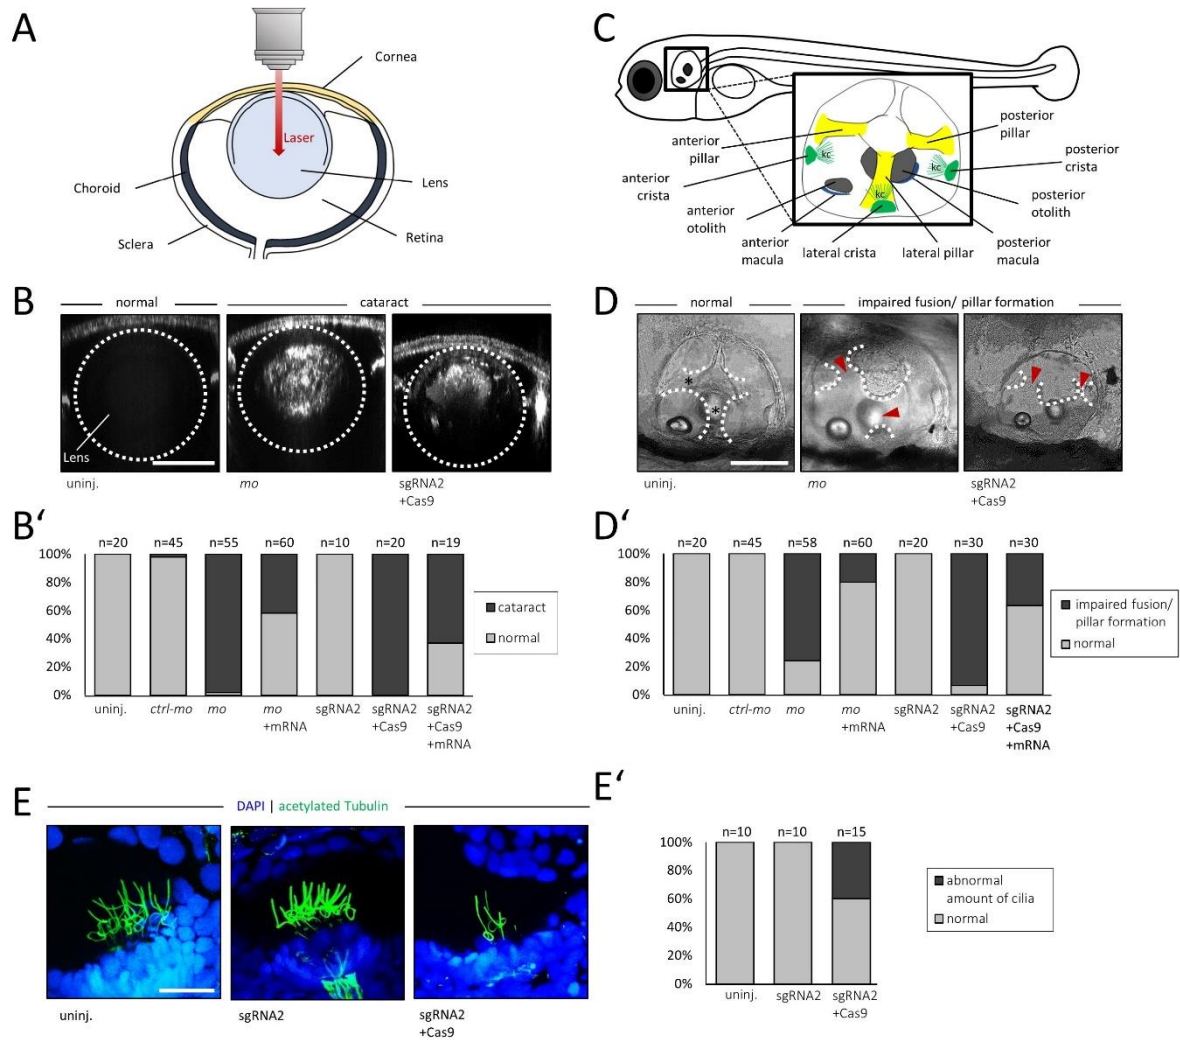 A
Cornea
Laser
Choroid
Lens
Sclera
Retina
C
anterior
pillar
posterior
pillar
anterior
crista
posterior
crista
kc
kc
kc
anterior
otolith
posterior
otolith
anterior
macula
lateral crista
lateral pillar
posterior
macula
B
normal
cataract
Lens
uninj.
mo
sgRNA2
+Cas9
D
normal
impaired fusion/ pillar formation
*
*
uninj.
mo
sgRNA2
+Cas9
B'
n=20 n=45 n=55 n=60 n=10 n=20 n=19
100%
80%
60%
40%
20%
0%
cataract
normal
uninj.
ctrl-mo
mo
mo
+mRNA
sgRNA2
sgRNA2
+Cas9
sgRNA2
+Cas9
+mRNA
D'
n=20 n=45 n=58 n=60 n=20 n=30 n=30
100%
80%
60%
40%
20%
0%
impaired fusion/
pillar formation
normal
uninj.
ctrl-mo
mo
mo
+mRNA
sgRNA2
sgRNA2
+Cas9
sgRNA2
+Cas9
+mRNA
E
DAPI | acetylated Tubulin
uninj.
sgRNA2
sgRNA2
+Cas9
E'
n=10 n=10 n=15
100%
80%
60%
40%
20%
0%
abnormal
amount of cilia
normal
uninj.
sgRNA2
sgRNA2
+Cas9